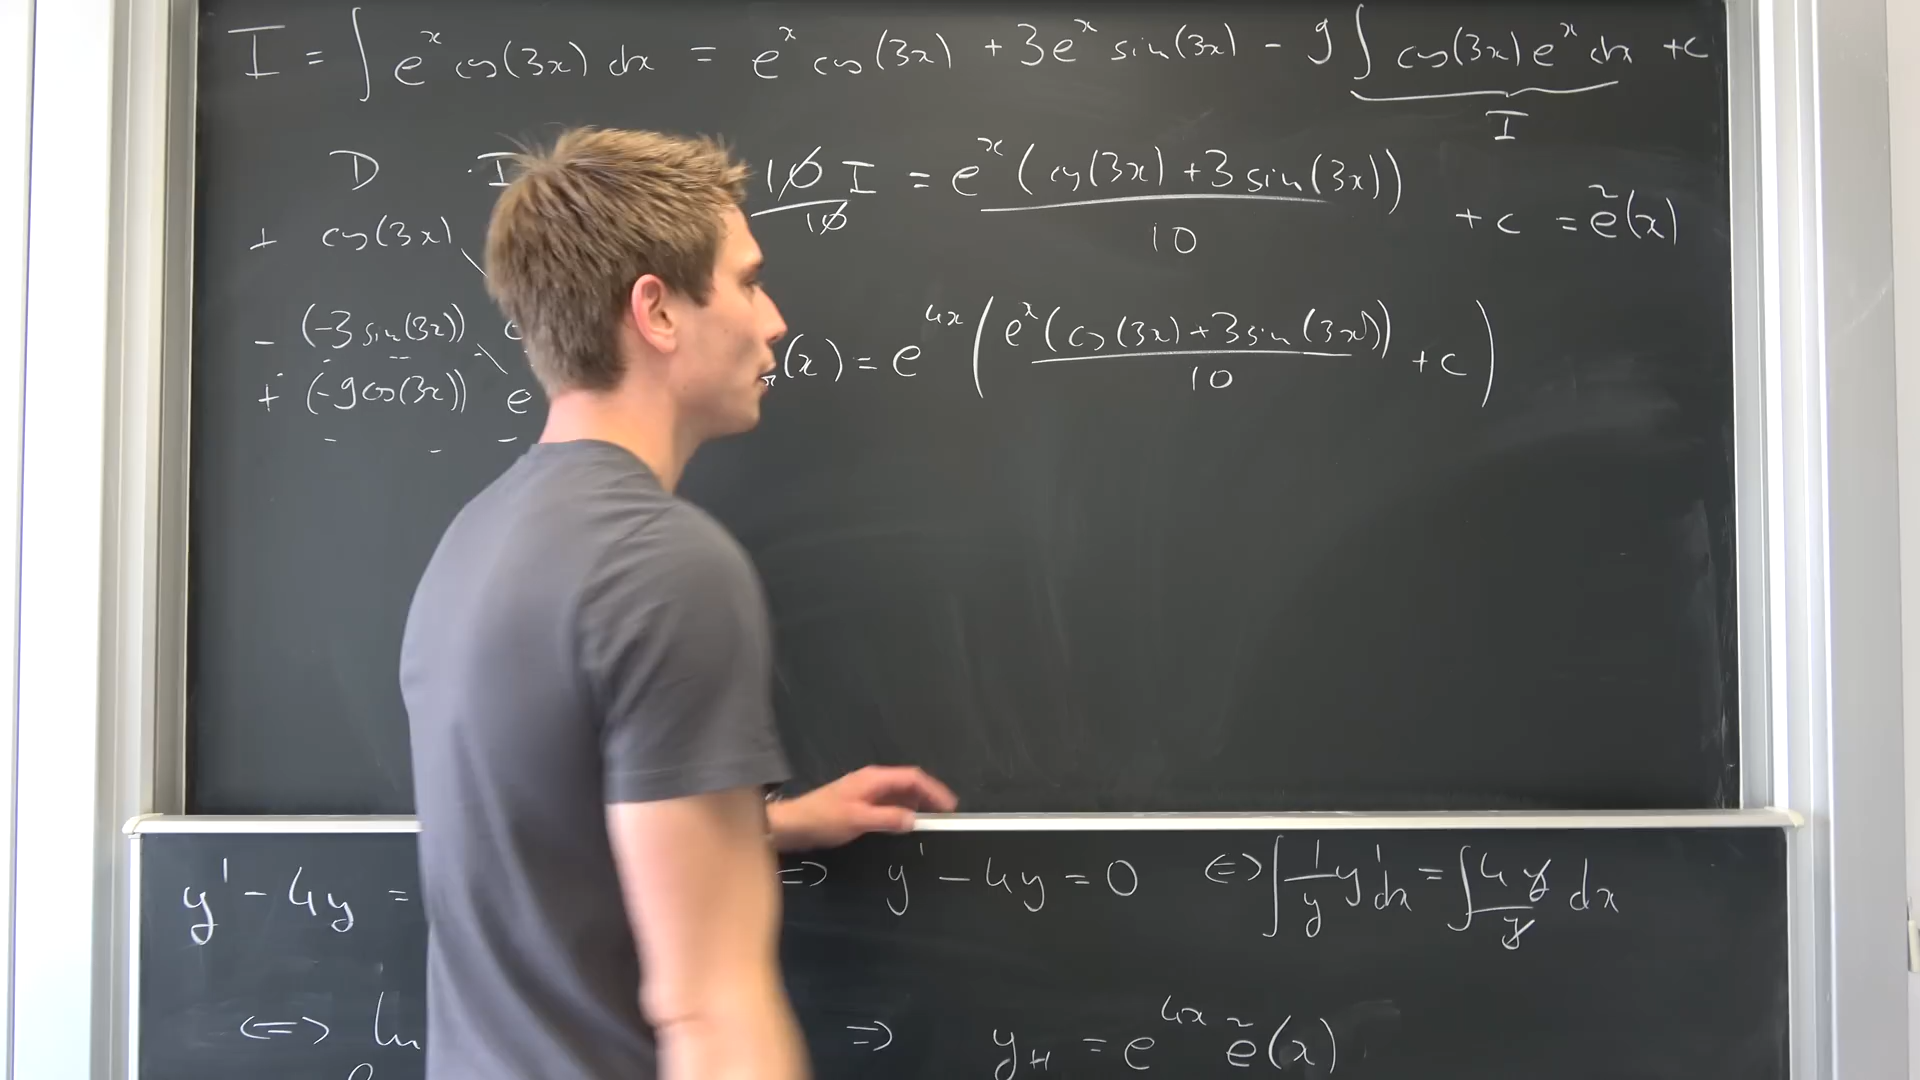 I = ∫ e^x cos(3x) dx = e^x cos(3x) + 3e^x sin(3x) - 9 ∫ cos(3x) e^x dx + c
I
D I
10 I / 10 = e^x (cos(3x) + 3 sin(3x)) / 10 + c = c̃(x)
+ cos(3x)
- (-3 sin(3x))
+ (-9 cos(3x)) e
(x) = e^{4x} ( e^x (cos(3x) + 3 sin(3x)) / 10 + c )
y' - 4y =
⇔ y' - 4y = 0 ⇔ ∫ 1/y y' dx = ∫ 4y/y dx
⇔ ln
⇒ y_H = e^{4x} c̃(x)